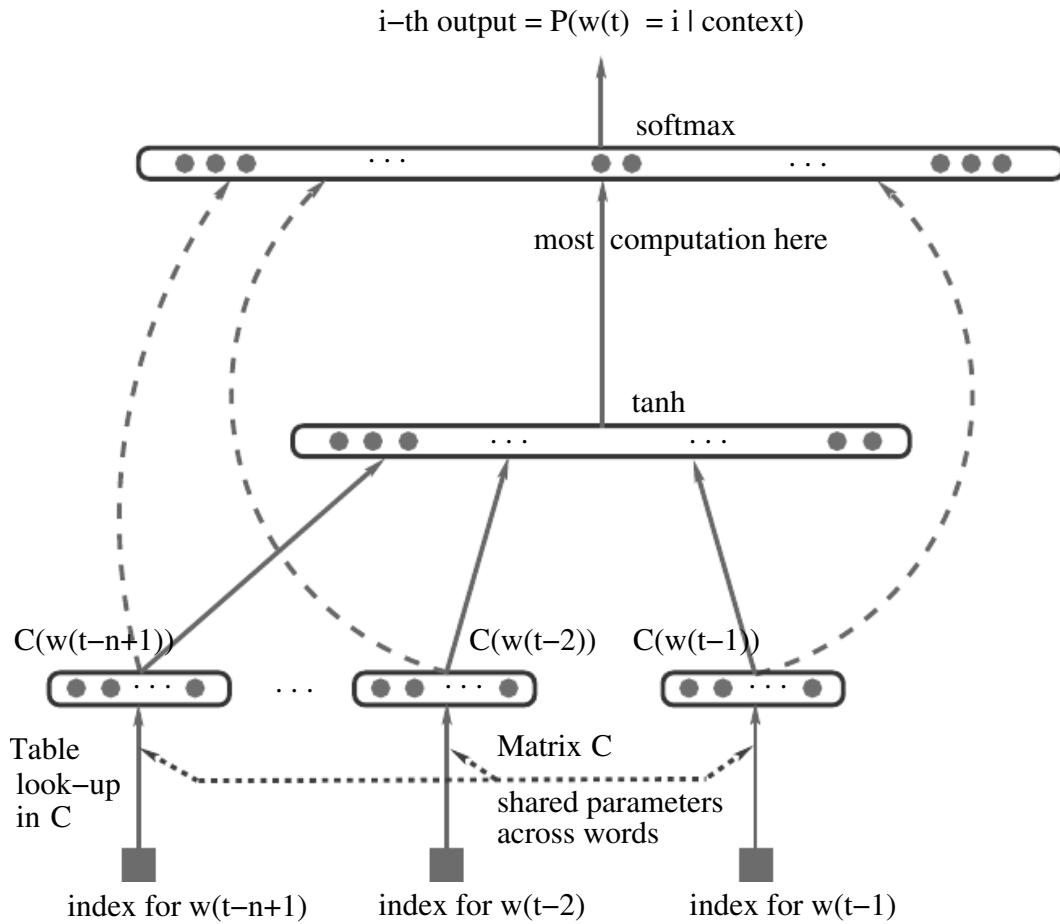 i−th output = P(w(t) = i | context)
softmax
. . .
. . .
most computation here
tanh
. . .
. . .
C(w(t−n+1))
C(w(t−2))
C(w(t−1))
. . .
. . .
. . .
. . .
Table
look−up
in C
Matrix C
shared parameters
across words
index for w(t−n+1)
index for w(t−2)
index for w(t−1)